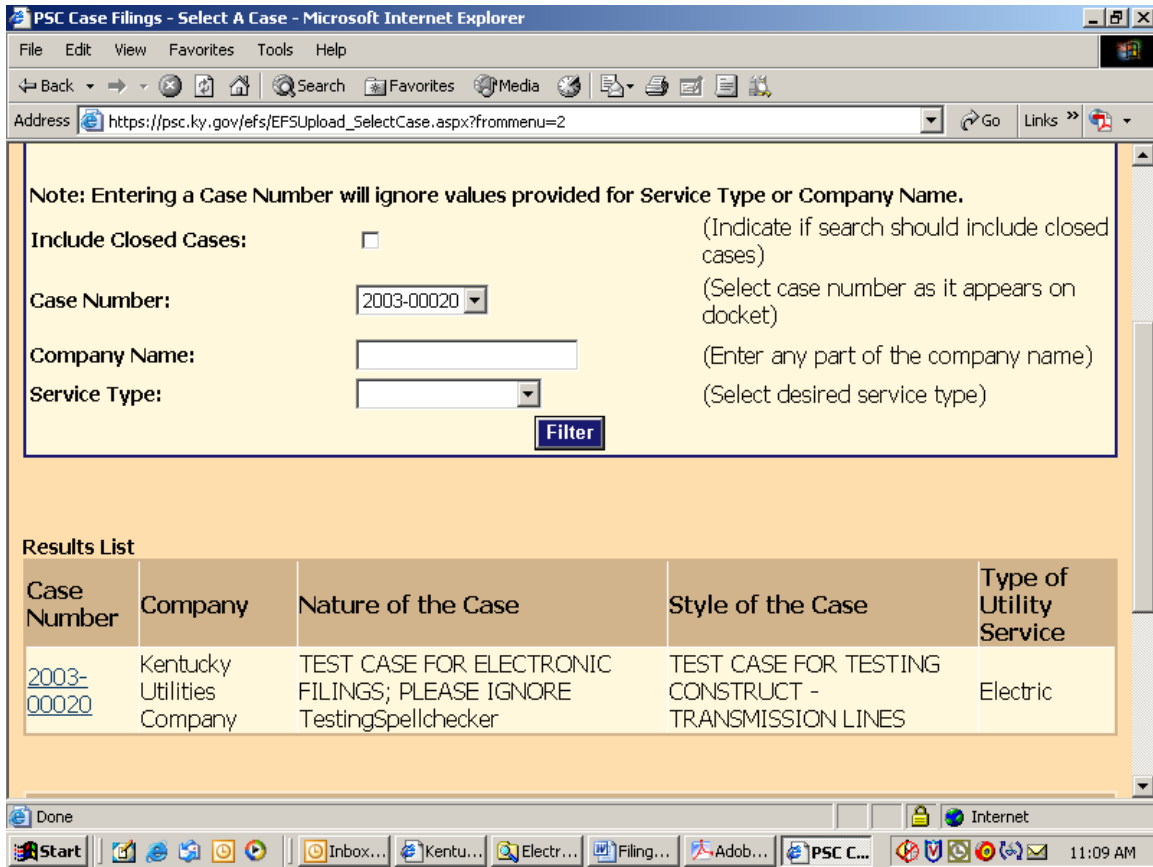 PSC Case Filings - Select A Case - Microsoft Internet Explorer
File Edit View Favorites Tools Help
Back Search Favorites Media
Address https://psc.ky.gov/efs/EFSUpload_SelectCase.aspx?frommenu=2 Go Links »
Note: Entering a Case Number will ignore values provided for Service Type or Company Name.
Include Closed Cases: (Indicate if search should include closed
cases)
Case Number: 2003-00020 (Select case number as it appears on
docket)
Company Name: (Enter any part of the company name)
Service Type: (Select desired service type)
Filter
Results List
Case
Number
Company
Nature of the Case
Style of the Case
Type of
Utility
Service
2003-
00020
Kentucky
Utilities
Company
TEST CASE FOR ELECTRONIC
FILINGS; PLEASE IGNORE
TestingSpellchecker
TEST CASE FOR TESTING
CONSTRUCT -
TRANSMISSION LINES
Electric
Done Internet
Start Inbox... Kentu... Electr... Filing... Adob... PSC C... 11:09 AM